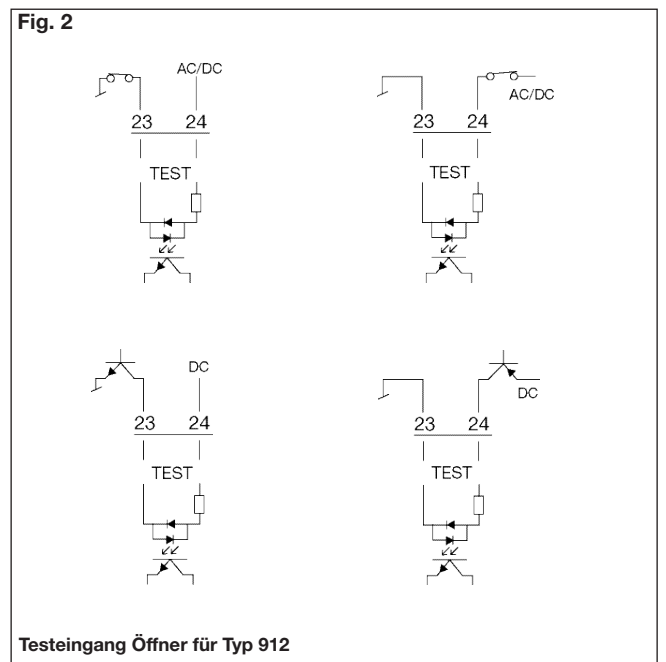 Fig. 2
AC/DC
23 24
TEST
AC/DC
23 24
TEST
DC
23 24
TEST
DC
23 24
TEST
Testeingang Öffner für Typ 912